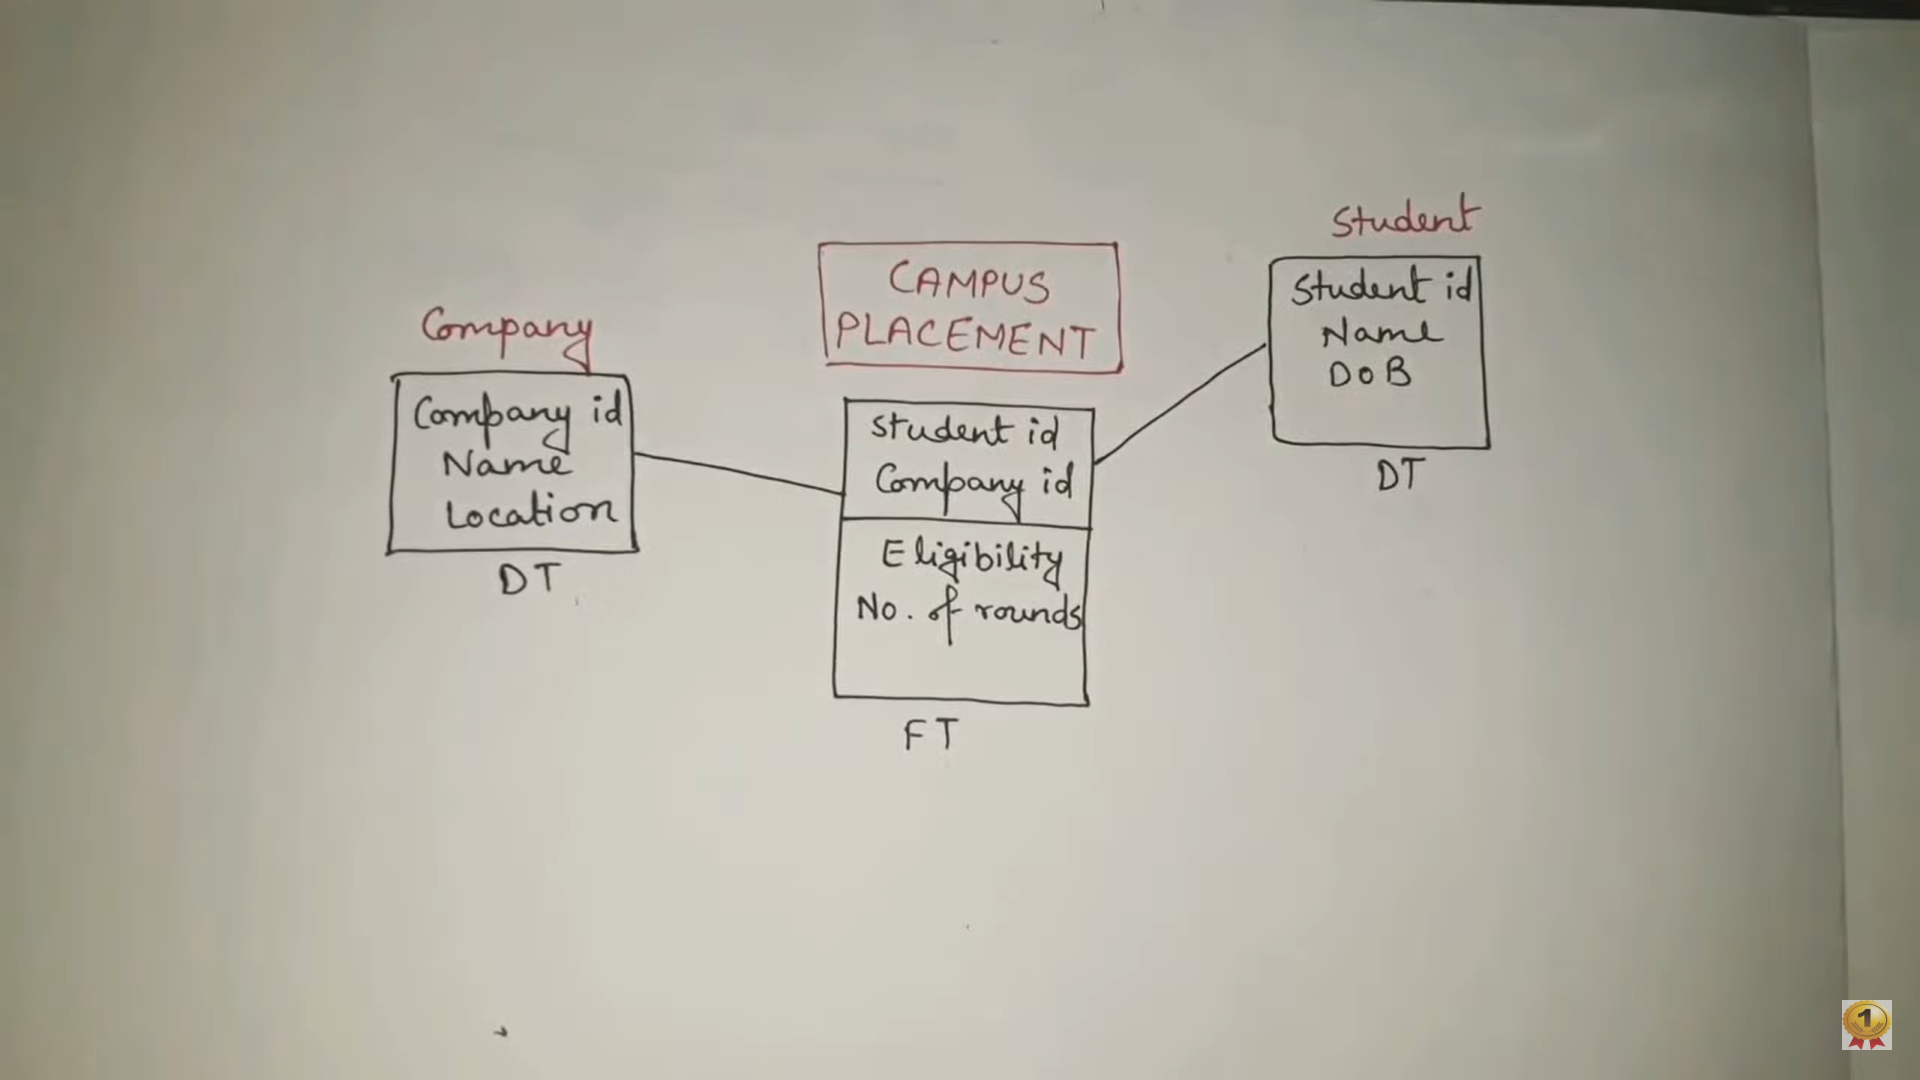 Student
CAMPUS
PLACEMENT
Company
Student id
Name
DoB
DT
Company id
Name
Location
DT
Student id
Company id
Eligibility
No. of rounds
FT
1